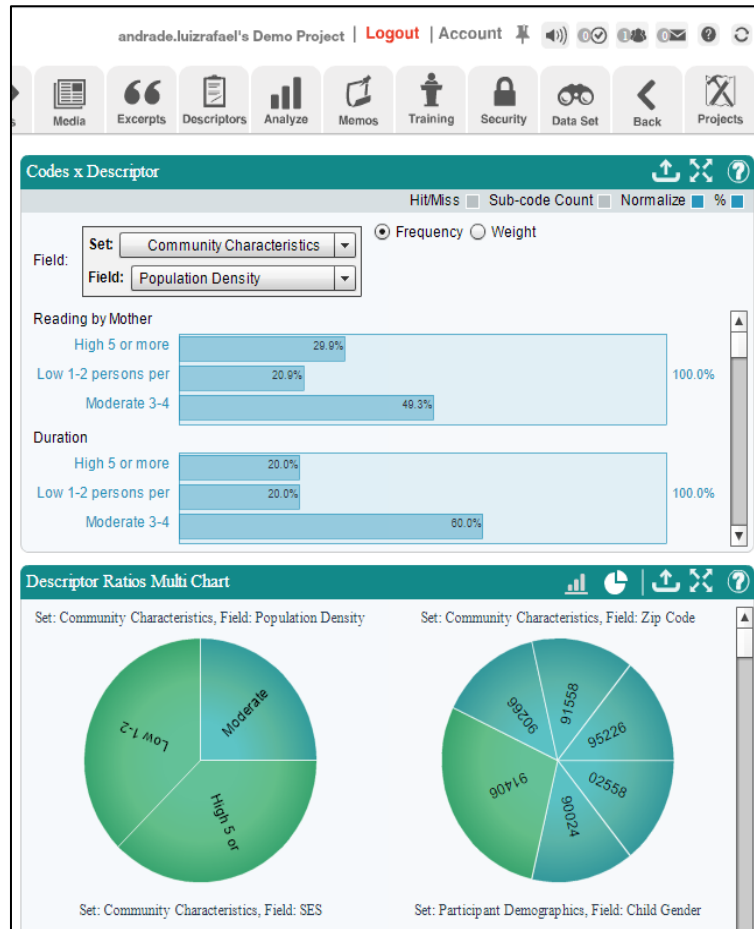 andrade.luizrafael's Demo Project | Logout | Account 0 1 0
s Media Excerpts Descriptors Analyze Memos Training Security Data Set Back Projects
Codes x Descriptor
Hit/Miss Sub-code Count Normalize %
Field: Set: Community Characteristics Frequency Weight
Field: Population Density
Reading by Mother
High 5 or more 29.9%
Low 1-2 persons per 20.9% 100.0%
Moderate 3-4 49.3%
Duration
High 5 or more 20.0%
Low 1-2 persons per 20.0% 100.0%
Moderate 3-4 60.0%
Descriptor Ratios Multi Chart
Set: Community Characteristics, Field: Population Density
Low 1-2
Moderate
High 5 or
Set: Community Characteristics, Field: Zip Code
90266
91558
95226
02558
90024
91406
Set: Community Characteristics, Field: SES
Set: Participant Demographics, Field: Child Gender